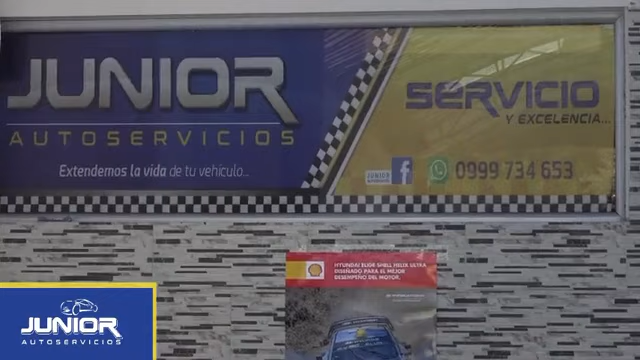 JUNIOR
AUTOSERVICIOS
Extendemos la vida de tu vehículo...
SERVICIO
Y EXCELENCIA...
JUNIOR
0999 734 653
HYUNDAI ELIGE SHELL HELIX ULTRA
DISEÑADO PARA EL MEJOR
DESEMPEÑO DEL MOTOR.
JUNIOR
AUTOSERVICIOS